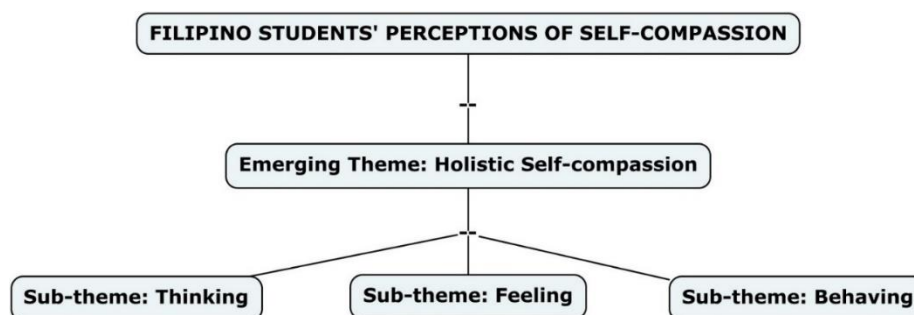 FILIPINO STUDENTS' PERCEPTIONS OF SELF-COMPASSION
Emerging Theme: Holistic Self-compassion
Sub-theme: Thinking
Sub-theme: Feeling
Sub-theme: Behaving